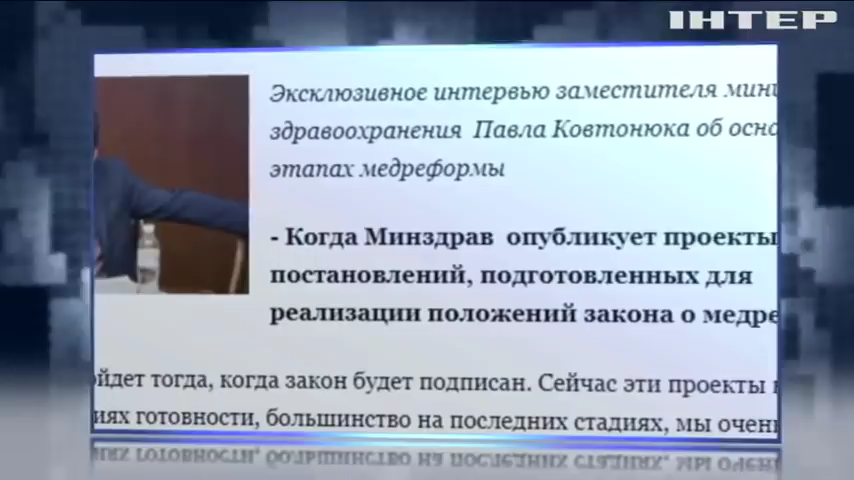 ІНТЕР
Эксклюзивное интервью заместителя
здравоохранения Павла Ковтонюка об
этапах медреформы
- Когда Минздрав опубликует проекты
постановлений, подготовленных для
реализации положений закона о
тогда, когда закон будет подписан. Сейчас эти проекты
готовности, большинство на последних стадиях, мы